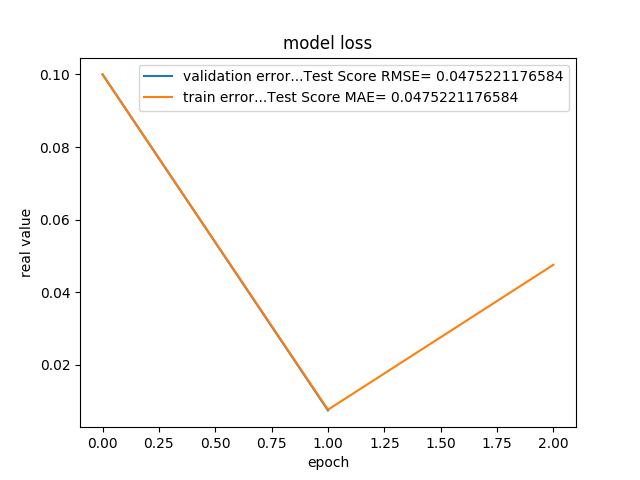 model loss
validation error...Test Score RMSE= 0.0475221176584
train error...Test Score MAE= 0.0475221176584
0.10
0.08
0.06
0.04
0.02
real value
0.00 0.25 0.50 0.75 1.00 1.25 1.50 1.75 2.00
epoch